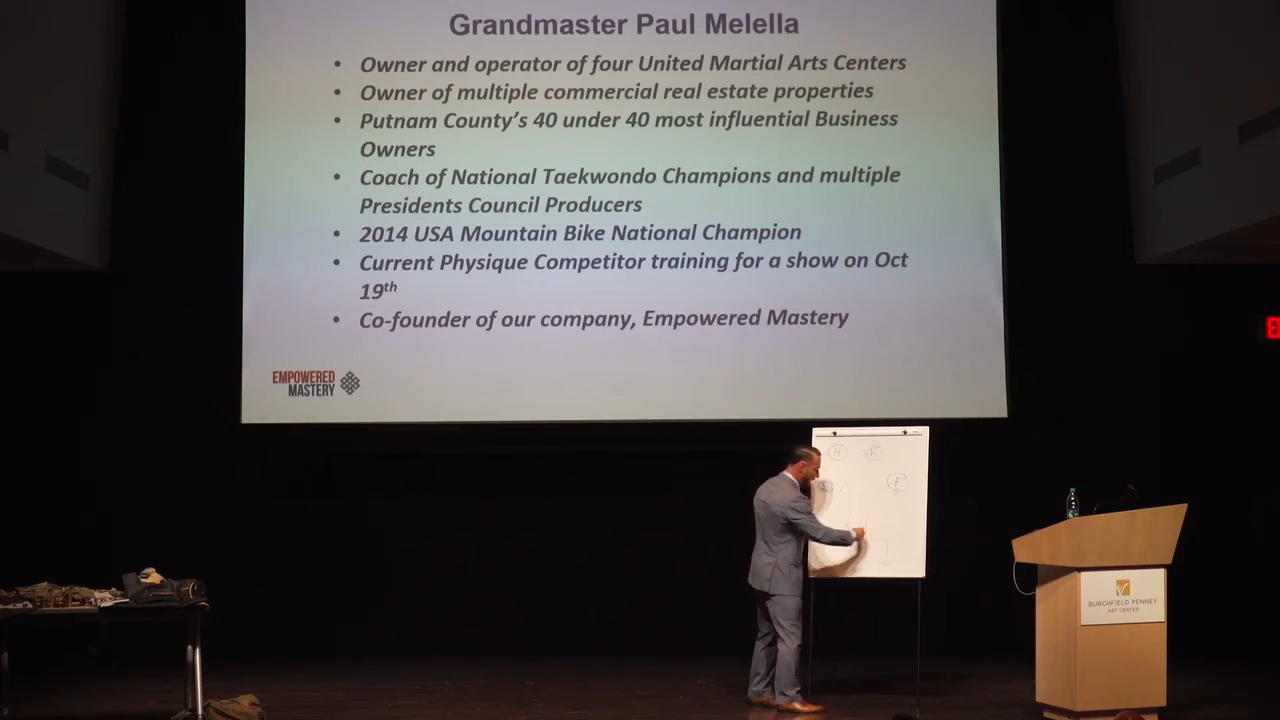 Grandmaster Paul Melella
• Owner and operator of four United Martial Arts Centers
• Owner of multiple commercial real estate properties
• Putnam County's 40 under 40 most influential Business
Owners
• Coach of National Taekwondo Champions and multiple
Presidents Council Producers
• 2014 USA Mountain Bike National Champion
• Current Physique Competitor training for a show on Oct
19th
• Co-founder of our company, Empowered Mastery
EMPOWERED
MASTERY
H
F
BURCHFIELD PENNEY
ART CENTER